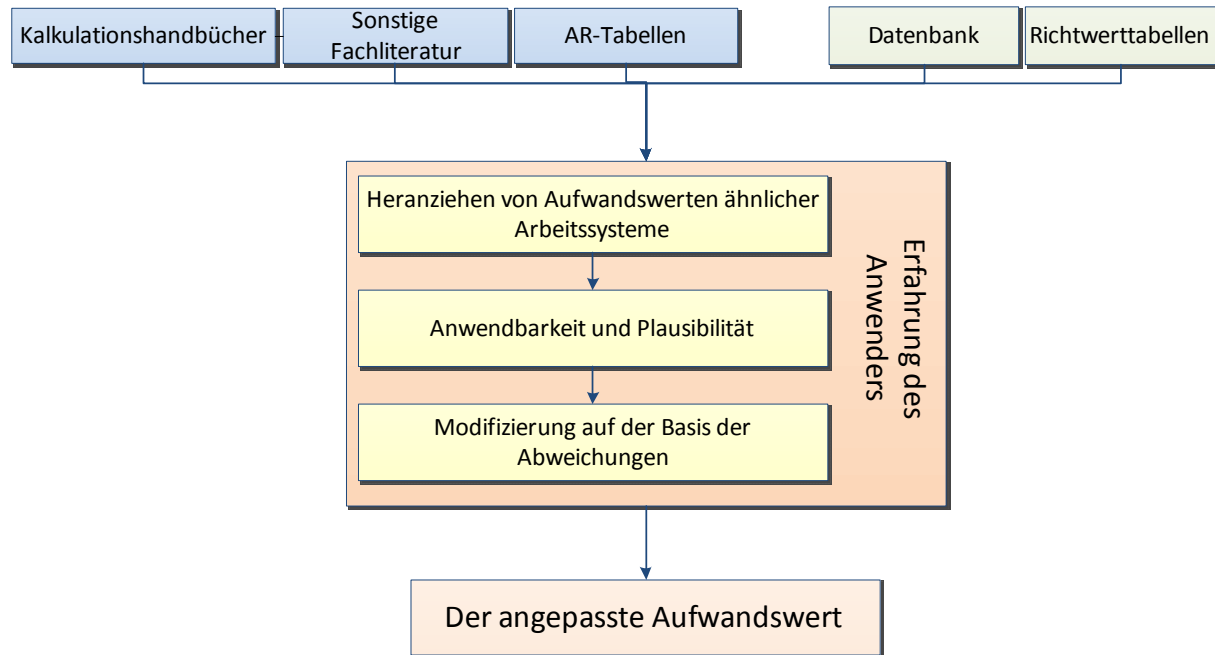 Kalkulationshandbücher
Sonstige
Fachliteratur
AR-Tabellen
Datenbank
Richtwerttabellen
Heranziehen von Aufwandswerten ähnlicher
Arbeitssysteme
Anwendbarkeit und Plausibilität
Modifizierung auf der Basis der
Abweichungen
Erfahrung des
Anwenders
Der angepasste Aufwandswert